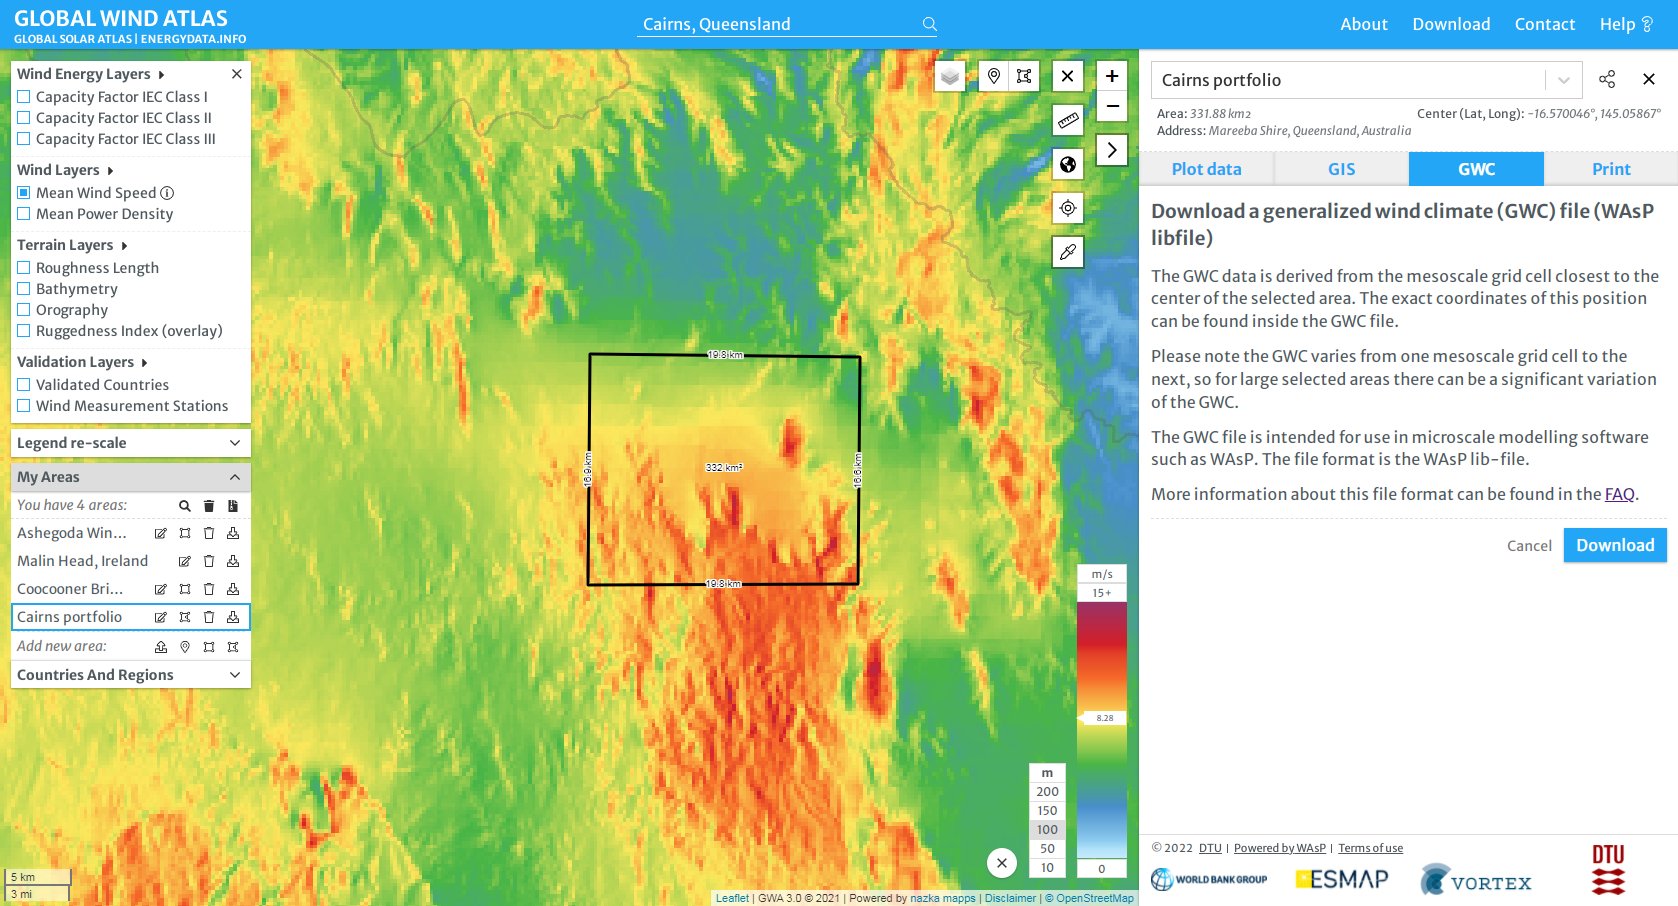 GLOBAL WIND ATLAS
GLOBAL SOLAR ATLAS | ENERGYDATA.INFO
Cairns, Queensland
About
Download
Contact
Help
Wind Energy Layers
Capacity Factor IEC Class I
Capacity Factor IEC Class II
Capacity Factor IEC Class III
Wind Layers
Mean Wind Speed
Mean Power Density
Terrain Layers
Roughness Length
Bathymetry
Orography
Ruggedness Index (overlay)
Validation Layers
Validated Countries
Wind Measurement Stations
Legend re-scale
My Areas
You have 4 areas:
Ashegoda Win...
Malin Head, Ireland
Coocooner Bri...
Cairns portfolio
Add new area:
Countries And Regions
5 km
3 mi
19.8 km
16.9 km
332 km²
16.6 km
19.8 km
m/s
15+
8.28
0
m
200
150
100
50
10
Leaflet | GWA 3.0 © 2021 | Powered by nazka mapps | Disclaimer | © OpenStreetMap
Cairns portfolio
Area: 331.88 km2
Center (Lat, Long): -16.570046°, 145.05867°
Address: Mareeba Shire, Queensland, Australia
Plot data
GIS
GWC
Print
Download a generalized wind climate (GWC) file (WAsP
libfile)
The GWC data is derived from the mesoscale grid cell closest to the
center of the selected area. The exact coordinates of this position
can be found inside the GWC file.
Please note the GWC varies from one mesoscale grid cell to the
next, so for large selected areas there can be a significant variation
of the GWC.
The GWC file is intended for use in microscale modelling software
such as WAsP. The file format is the WAsP lib-file.
More information about this file format can be found in the FAQ.
Cancel
Download
© 2022 DTU | Powered by WAsP | Terms of use
WORLD BANK GROUP
ESMAP
VORTEX
DTU